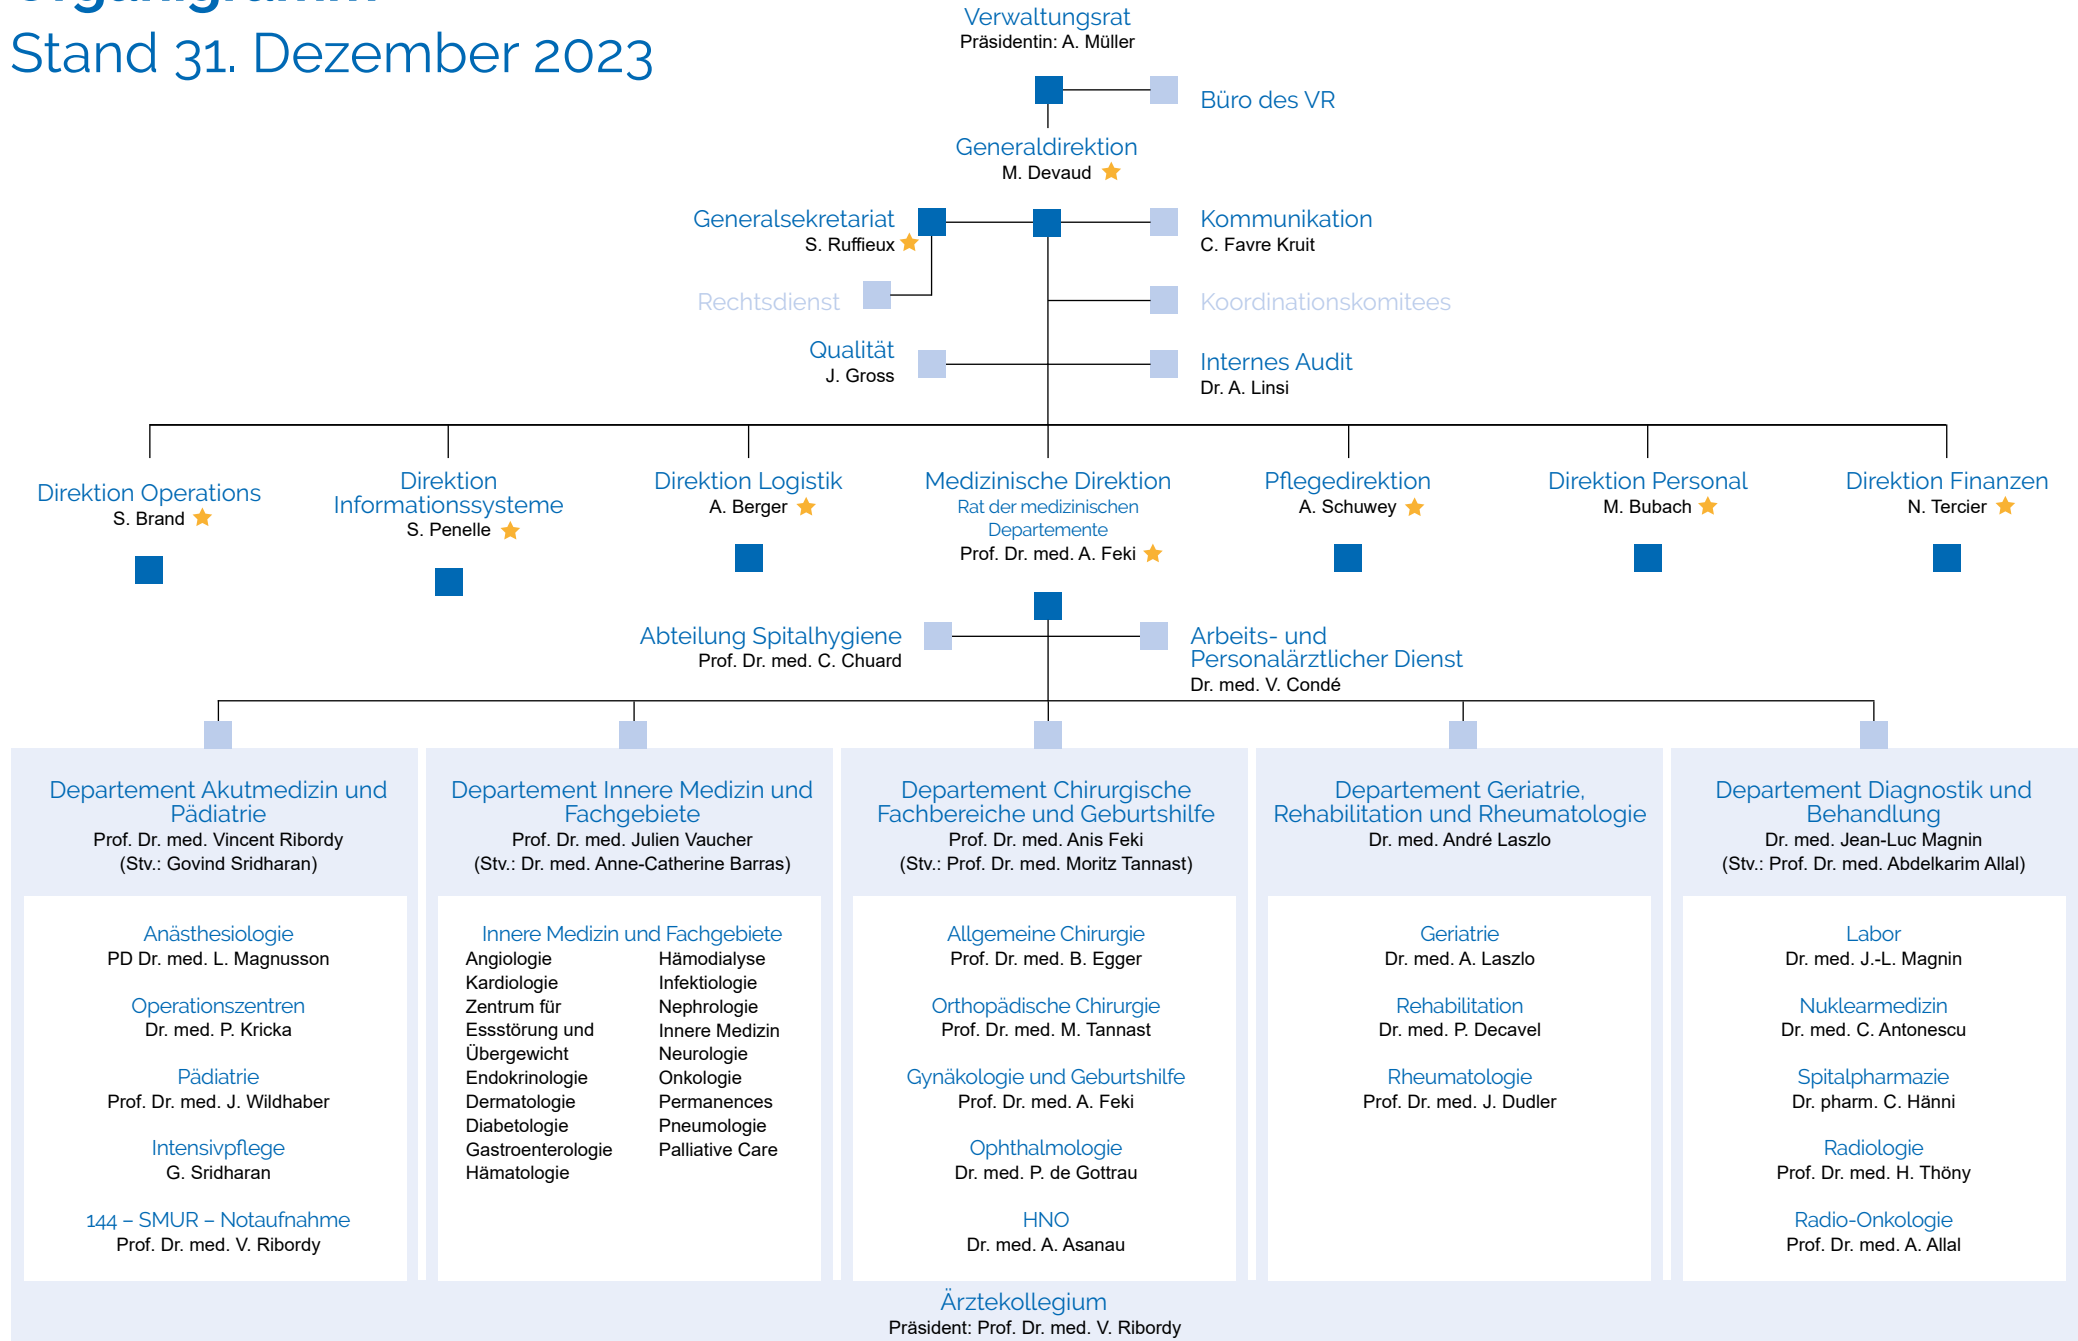 Stand 31. Dezember 2023
Verwaltungsrat
Präsidentin: A. Müller
Büro des VR
Generaldirektion
M. Devaud
Generalsekretariat
S. Ruffieux
Kommunikation
C. Favre Kruit
Rechtsdienst
Koordinationskomitees
Qualität
J. Gross
Internes Audit
Dr. A. Linsi
Direktion Operations
S. Brand
Direktion
Informationssysteme
S. Penelle
Direktion Logistik
A. Berger
Medizinische Direktion
Rat der medizinischen
Departemente
Prof. Dr. med. A. Feki
Pflegedirektion
A. Schuwey
Direktion Personal
M. Bubach
Direktion Finanzen
N. Tercier
Abteilung Spitalhygiene
Prof. Dr. med. C. Chuard
Arbeits- und
Personalärztlicher Dienst
Dr. med. V. Condé
Departement Akutmedizin und
Pädiatrie
Prof. Dr. med. Vincent Ribordy
(Stv.: Govind Sridharan)
Anästhesiologie
PD Dr. med. L. Magnusson
Operationszentren
Dr. med. P. Kricka
Pädiatrie
Prof. Dr. med. J. Wildhaber
Intensivpflege
G. Sridharan
144 – SMUR – Notaufnahme
Prof. Dr. med. V. Ribordy
Departement Innere Medizin und
Fachgebiete
Prof. Dr. med. Julien Vaucher
(Stv.: Dr. med. Anne-Catherine Barras)
Innere Medizin und Fachgebiete
Angiologie
Kardiologie
Zentrum für
Essstörung und
Übergewicht
Endokrinologie
Dermatologie
Diabetologie
Gastroenterologie
Hämatologie
Hämodialyse
Infektiologie
Nephrologie
Innere Medizin
Neurologie
Onkologie
Permanences
Pneumologie
Palliative Care
Departement Chirurgische
Fachbereiche und Geburtshilfe
Prof. Dr. med. Anis Feki
(Stv.: Prof. Dr. med. Moritz Tannast)
Allgemeine Chirurgie
Prof. Dr. med. B. Egger
Orthopädische Chirurgie
Prof. Dr. med. M. Tannast
Gynäkologie und Geburtshilfe
Prof. Dr. med. A. Feki
Ophthalmologie
Dr. med. P. de Gottrau
HNO
Dr. med. A. Asanau
Departement Geriatrie,
Rehabilitation und Rheumatologie
Dr. med. André Laszlo
Geriatrie
Dr. med. A. Laszlo
Rehabilitation
Dr. med. P. Decavel
Rheumatologie
Prof. Dr. med. J. Dudler
Departement Diagnostik und
Behandlung
Dr. med. Jean-Luc Magnin
(Stv.: Prof. Dr. med. Abdelkarim Allal)
Labor
Dr. med. J.-L. Magnin
Nuklearmedizin
Dr. med. C. Antonescu
Spitalpharmazie
Dr. pharm. C. Hänni
Radiologie
Prof. Dr. med. H. Thöny
Radio-Onkologie
Prof. Dr. med. A. Allal
Ärztekollegium
Präsident: Prof. Dr. med. V. Ribordy